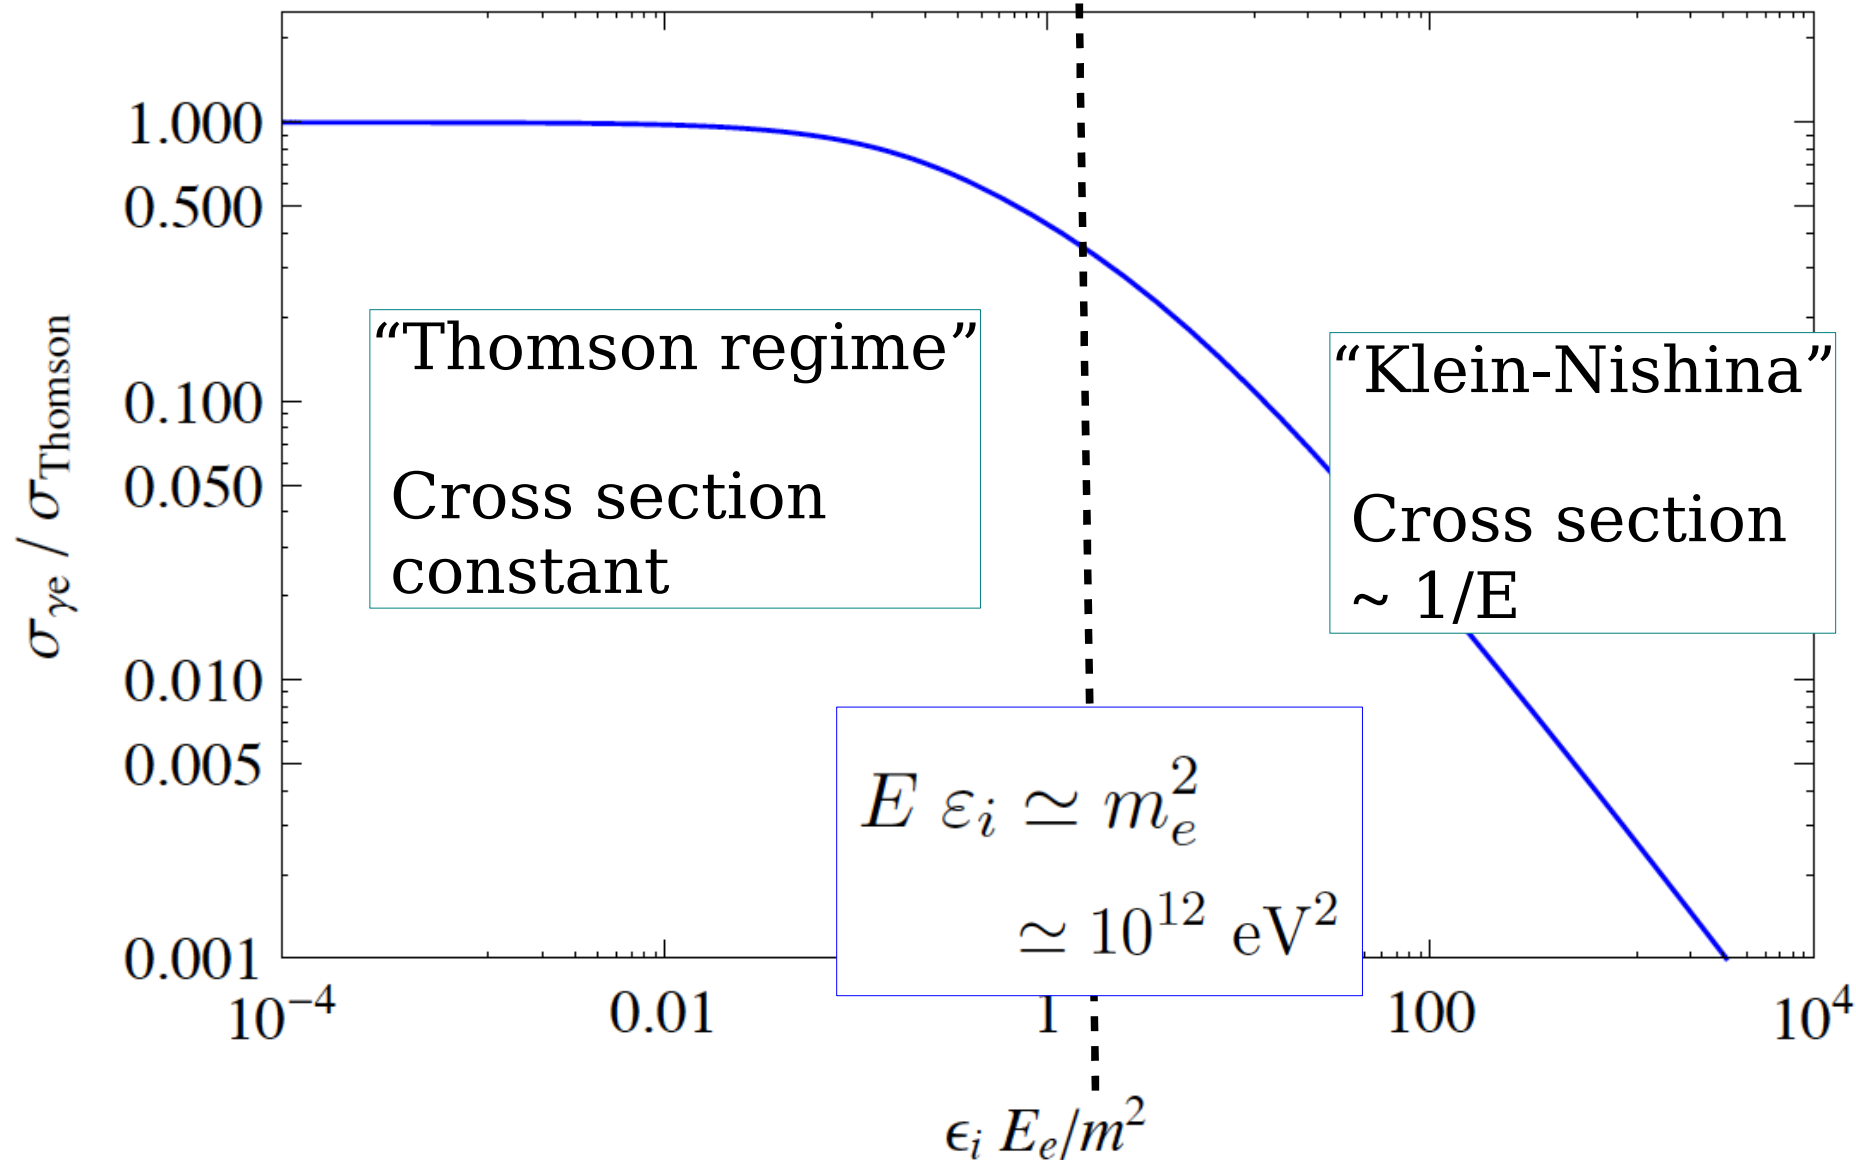 1.000
0.500
0.100
0.050
0.010
0.005
0.001
σγe / σThomson
“Thomson regime”
Cross section
constant
“Klein-Nishina”
Cross section
~ 1/E
E εᵢ ≃ mₑ²
≃ 10¹² eV²
10⁻⁴ 0.01 1 100 10⁴
ϵᵢ Eₑ/m²